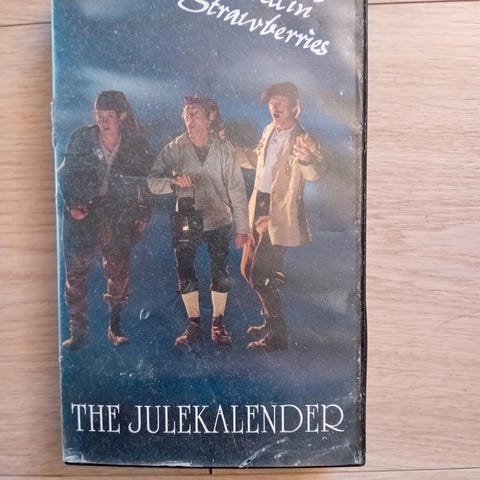 in
Strawberries
THE JULEKALENDER